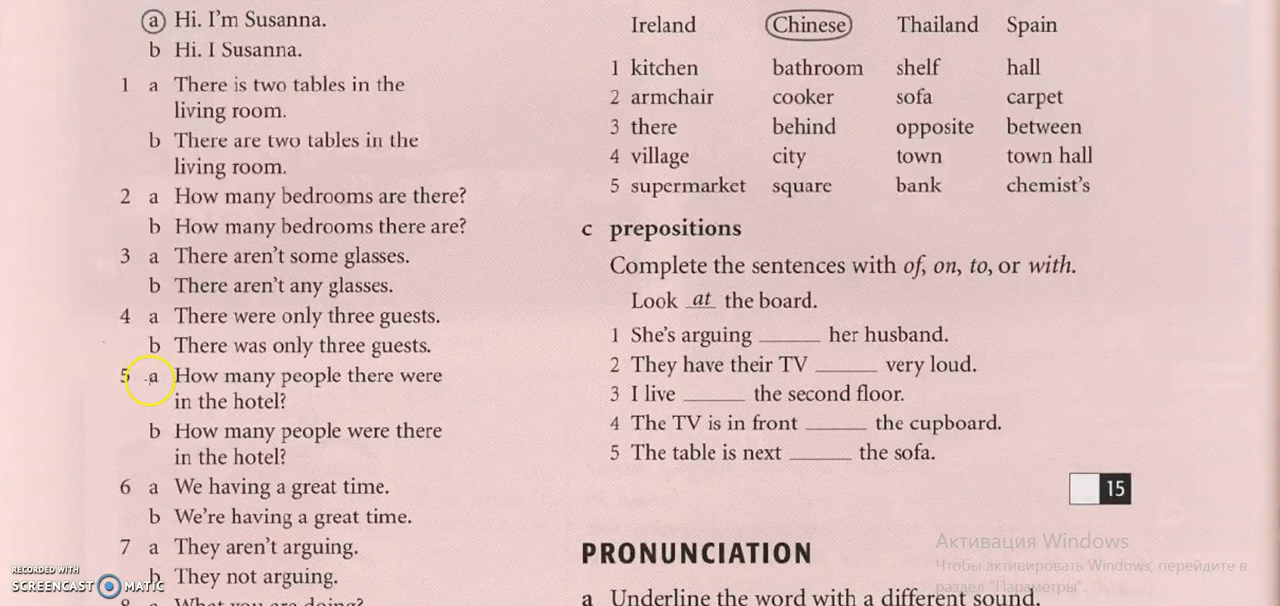 a Hi. I'm Susanna.
b Hi. I Susanna.
1 a There is two tables in the
living room.
b There are two tables in the
living room.
2 a How many bedrooms are there?
b How many bedrooms there are?
3 a There aren't some glasses.
b There aren't any glasses.
4 a There were only three guests.
b There was only three guests.
5 a How many people there were
in the hotel?
b How many people were there
in the hotel?
6 a We having a great time.
b We're having a great time.
7 a They aren't arguing.
b They not arguing.
8 a What you are doing?
Ireland Chinese Thailand Spain
1 kitchen bathroom shelf hall
2 armchair cooker sofa carpet
3 there behind opposite between
4 village city town town hall
5 supermarket square bank chemist's
c prepositions
Complete the sentences with of, on, to, or with.
Look at the board.
1 She's arguing ______ her husband.
2 They have their TV ______ very loud.
3 I live ______ the second floor.
4 The TV is in front ______ the cupboard.
5 The table is next ______ the sofa.
15
PRONUNCIATION
a Underline the word with a different sound.
Активация Windows
Чтобы активировать Windows, перейдите в
раздел "Параметры".
RECORDED WITH
SCREENCAST MATIC